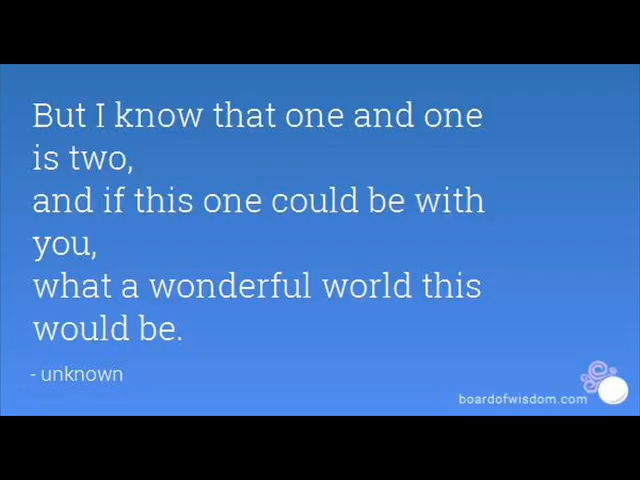 But I know that one and one
is two,
and if this one could be with
you,
what a wonderful world this
would be.
- unknown
boardofwisdom.com